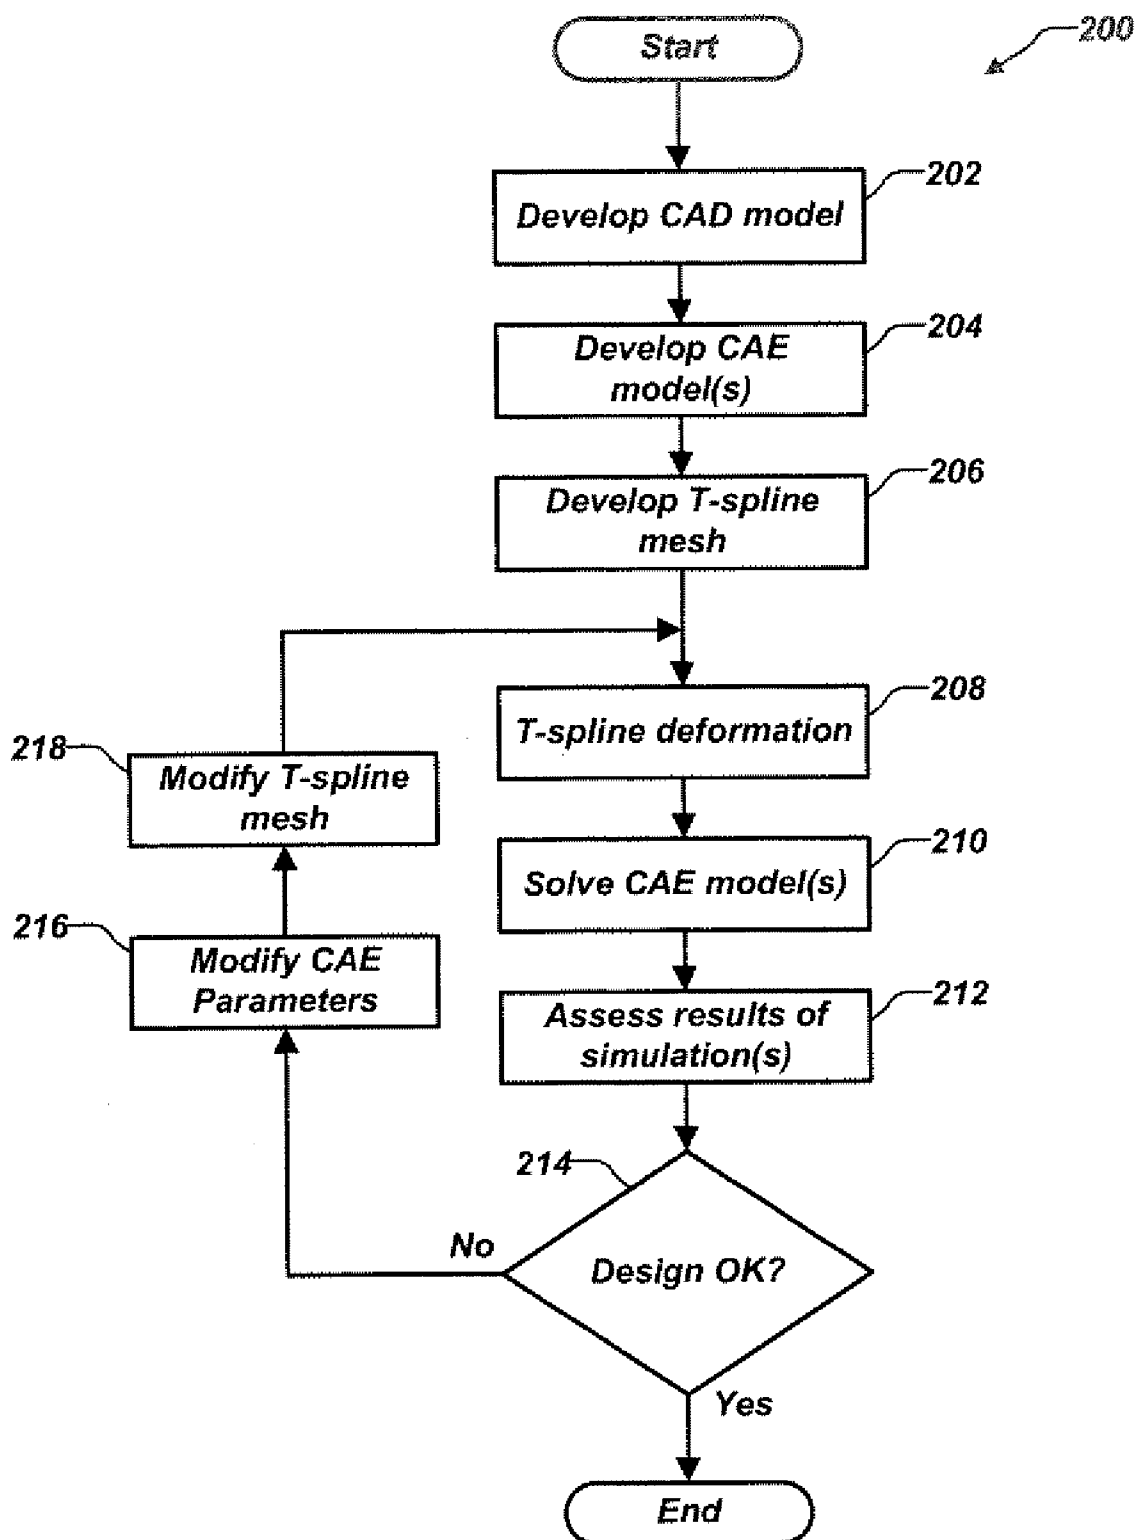 Start
200
202
Develop CAD model
204
Develop CAE
model(s)
206
Develop T-spline
mesh
208
T-spline deformation
218
Modify T-spline
mesh
210
Solve CAE model(s)
216
Modify CAE
Parameters
212
Assess results of
simulation(s)
214
No
Design OK?
Yes
End